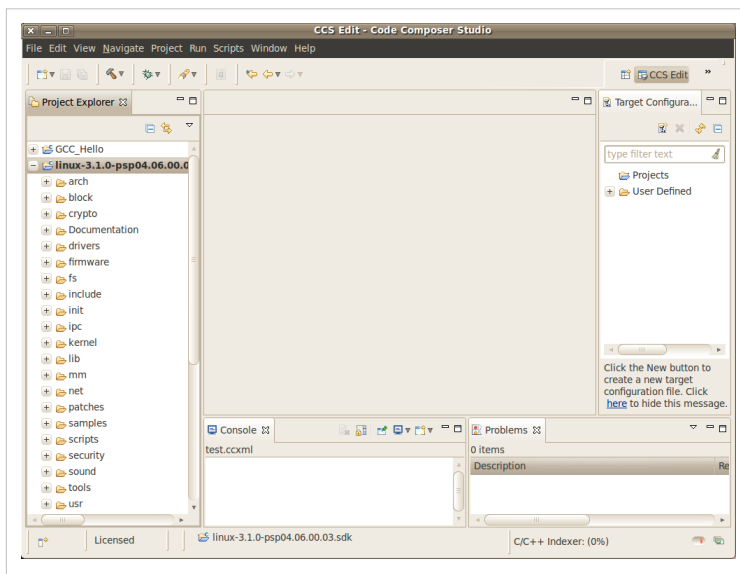 CCS Edit - Code Composer Studio
File Edit View Navigate Project Run Scripts Window Help
CCS Edit »
Project Explorer
GCC_Hello
linux-3.1.0-psp04.06.00.0
arch
block
crypto
Documentation
drivers
firmware
fs
include
init
ipc
kernel
lib
mm
net
patches
samples
scripts
security
sound
tools
usr
Target Configura...
type filter text
Projects
User Defined
Click the New button to
create a new target
configuration file. Click
here to hide this message.
Console
test.ccxml
Problems
0 items
Description Re
Licensed
linux-3.1.0-psp04.06.00.03.sdk
C/C++ Indexer: (0%)